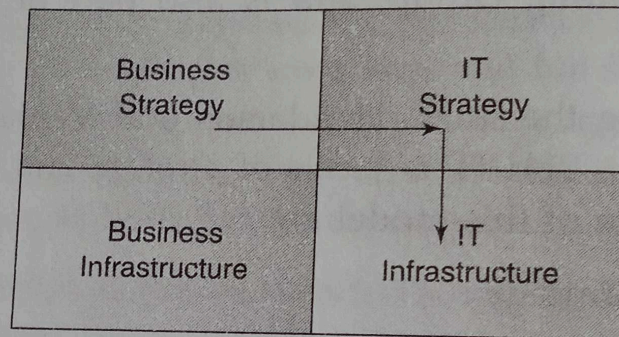 Business
Strategy
IT
Strategy
Business
Infrastructure
IT
Infrastructure